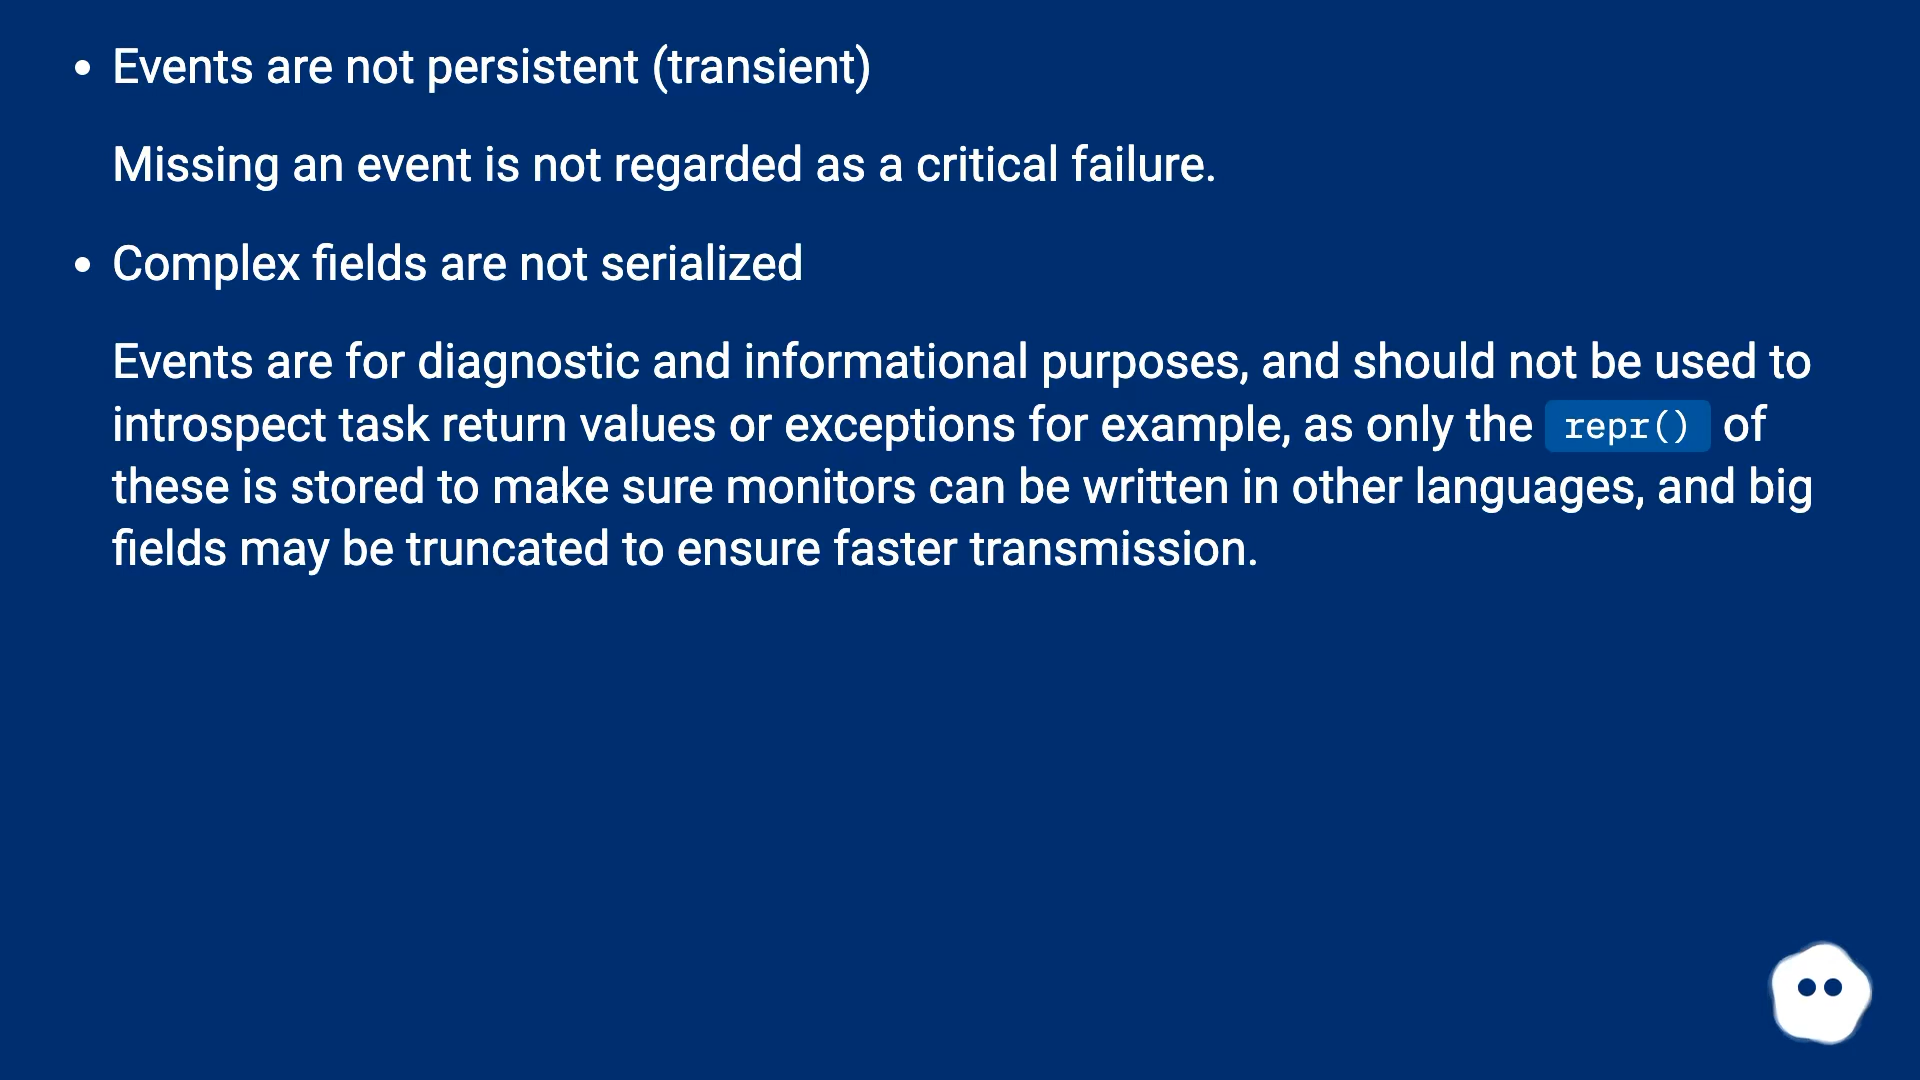 • Events are not persistent (transient)
Missing an event is not regarded as a critical failure.
• Complex fields are not serialized
Events are for diagnostic and informational purposes, and should not be used to
introspect task return values or exceptions for example, as only the repr() of
these is stored to make sure monitors can be written in other languages, and big
fields may be truncated to ensure faster transmission.